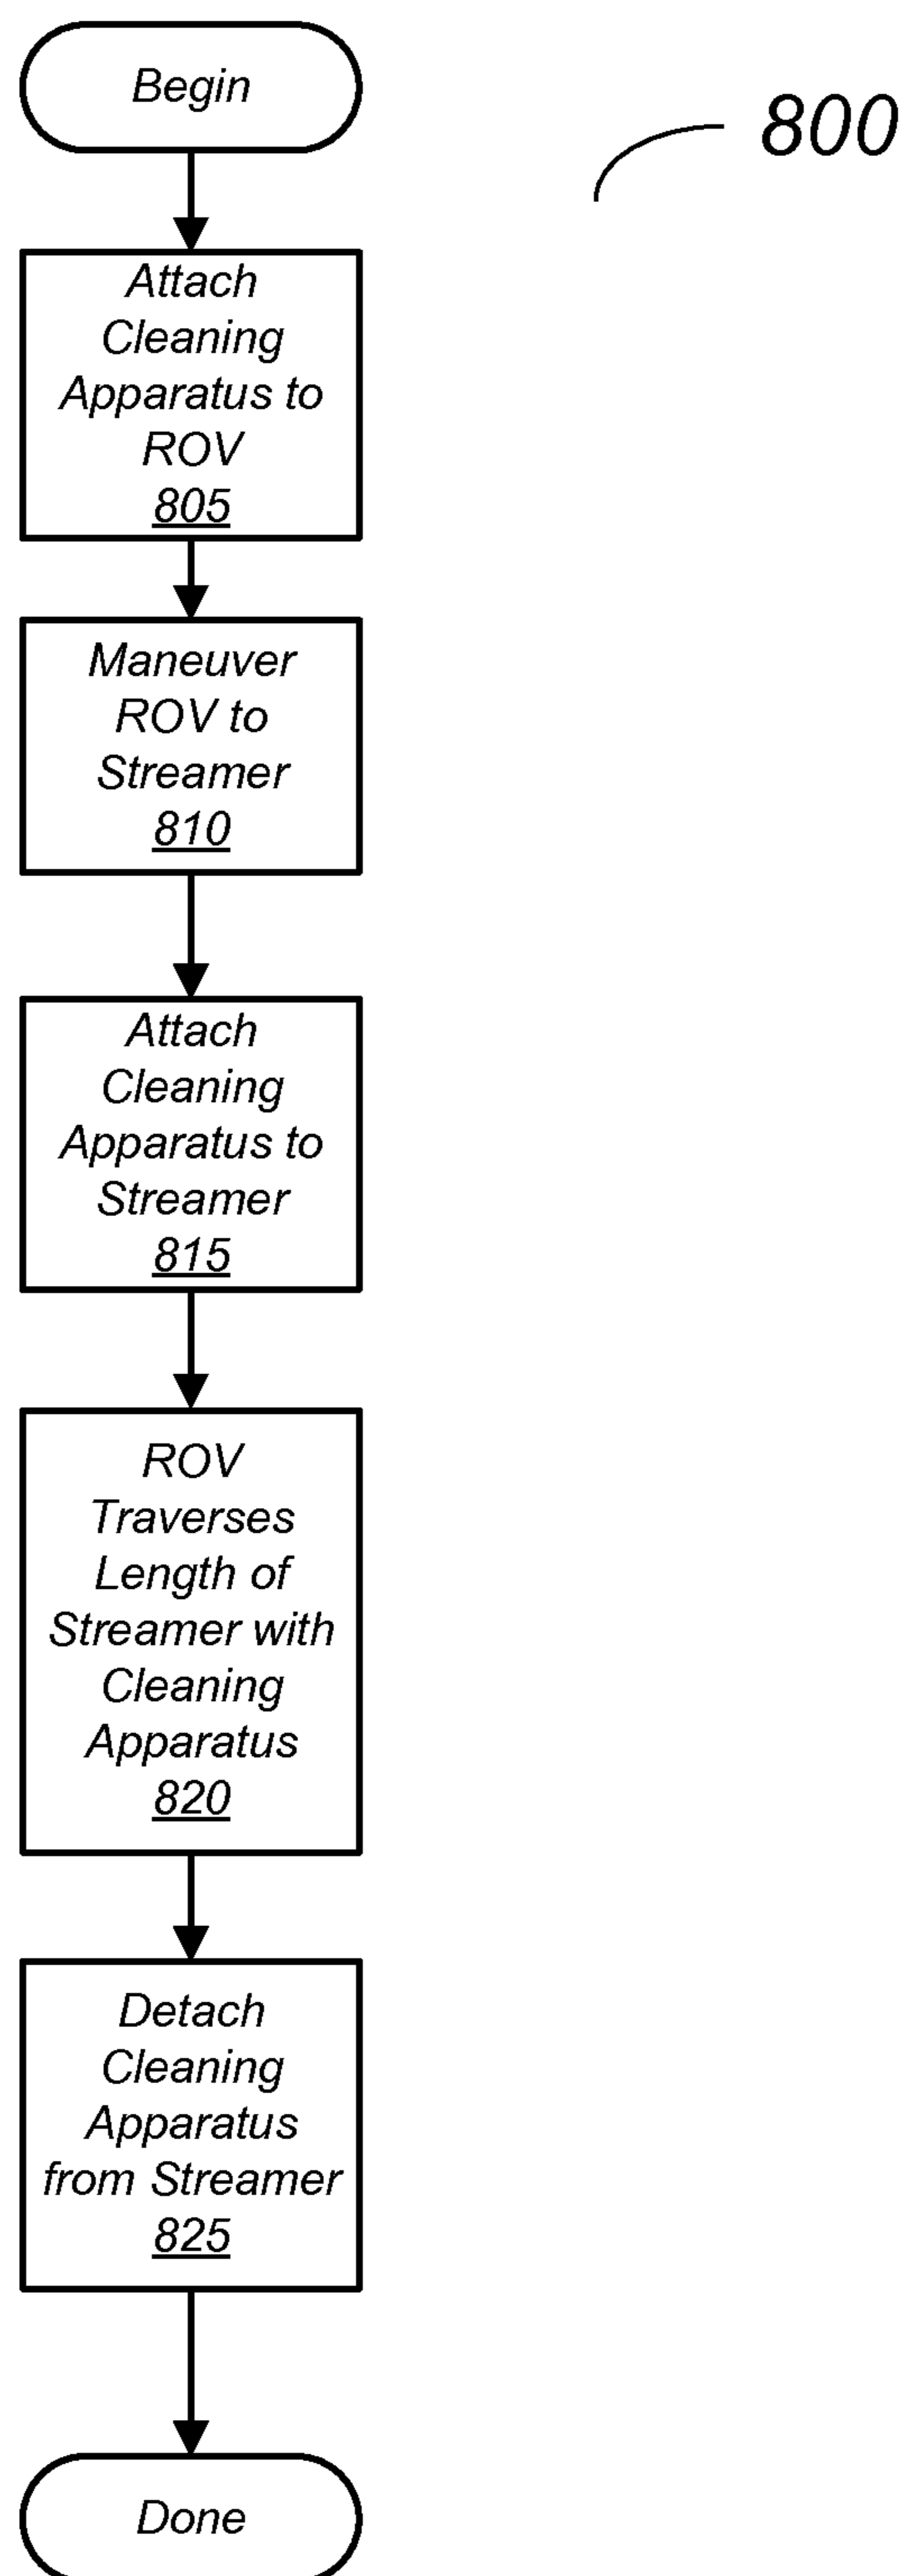 Begin
800
Attach
Cleaning
Apparatus to
ROV
805
Maneuver
ROV to
Streamer
810
Attach
Cleaning
Apparatus to
Streamer
815
ROV
Traverses
Length of
Streamer with
Cleaning
Apparatus
820
Detach
Cleaning
Apparatus
from Streamer
825
Done